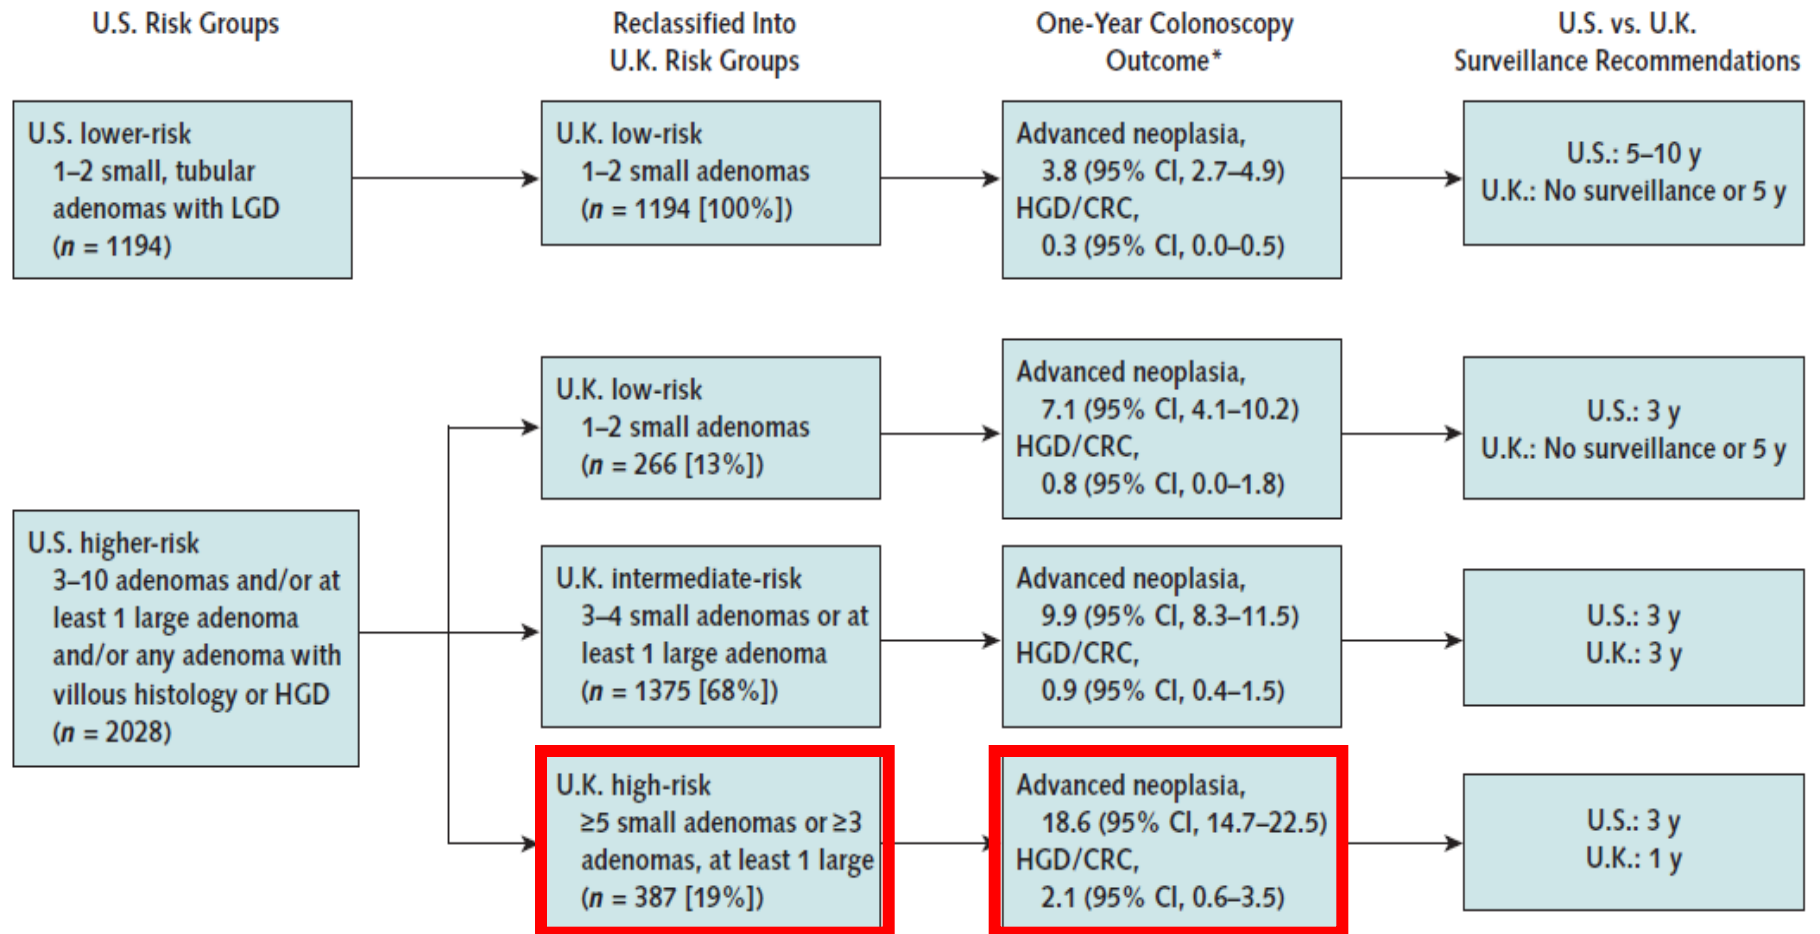 U.S. Risk Groups
Reclassified Into
U.K. Risk Groups
One-Year Colonoscopy
Outcome*
U.S. vs. U.K.
Surveillance Recommendations
U.S. lower-risk
1–2 small, tubular
adenomas with LGD
(n = 1194)
U.K. low-risk
1–2 small adenomas
(n = 1194 [100%])
Advanced neoplasia,
3.8 (95% CI, 2.7–4.9)
HGD/CRC,
0.3 (95% CI, 0.0–0.5)
U.S.: 5–10 y
U.K.: No surveillance or 5 y
U.S. higher-risk
3–10 adenomas and/or at
least 1 large adenoma
and/or any adenoma with
villous histology or HGD
(n = 2028)
U.K. low-risk
1–2 small adenomas
(n = 266 [13%])
Advanced neoplasia,
7.1 (95% CI, 4.1–10.2)
HGD/CRC,
0.8 (95% CI, 0.0–1.8)
U.S.: 3 y
U.K.: No surveillance or 5 y
U.K. intermediate-risk
3–4 small adenomas or at
least 1 large adenoma
(n = 1375 [68%])
Advanced neoplasia,
9.9 (95% CI, 8.3–11.5)
HGD/CRC,
0.9 (95% CI, 0.4–1.5)
U.S.: 3 y
U.K.: 3 y
U.K. high-risk
≥5 small adenomas or ≥3
adenomas, at least 1 large
(n = 387 [19%])
Advanced neoplasia,
18.6 (95% CI, 14.7–22.5)
HGD/CRC,
2.1 (95% CI, 0.6–3.5)
U.S.: 3 y
U.K.: 1 y